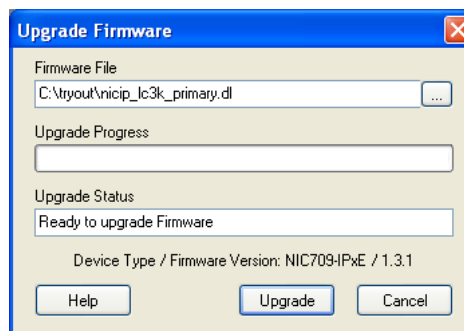 Upgrade Firmware
Firmware File
C:\tryout\nicip_lc3k_primary.dl
...
Upgrade Progress
Upgrade Status
Ready to upgrade Firmware
Device Type / Firmware Version: NIC709-IPxE / 1.3.1
Help
Upgrade
Cancel